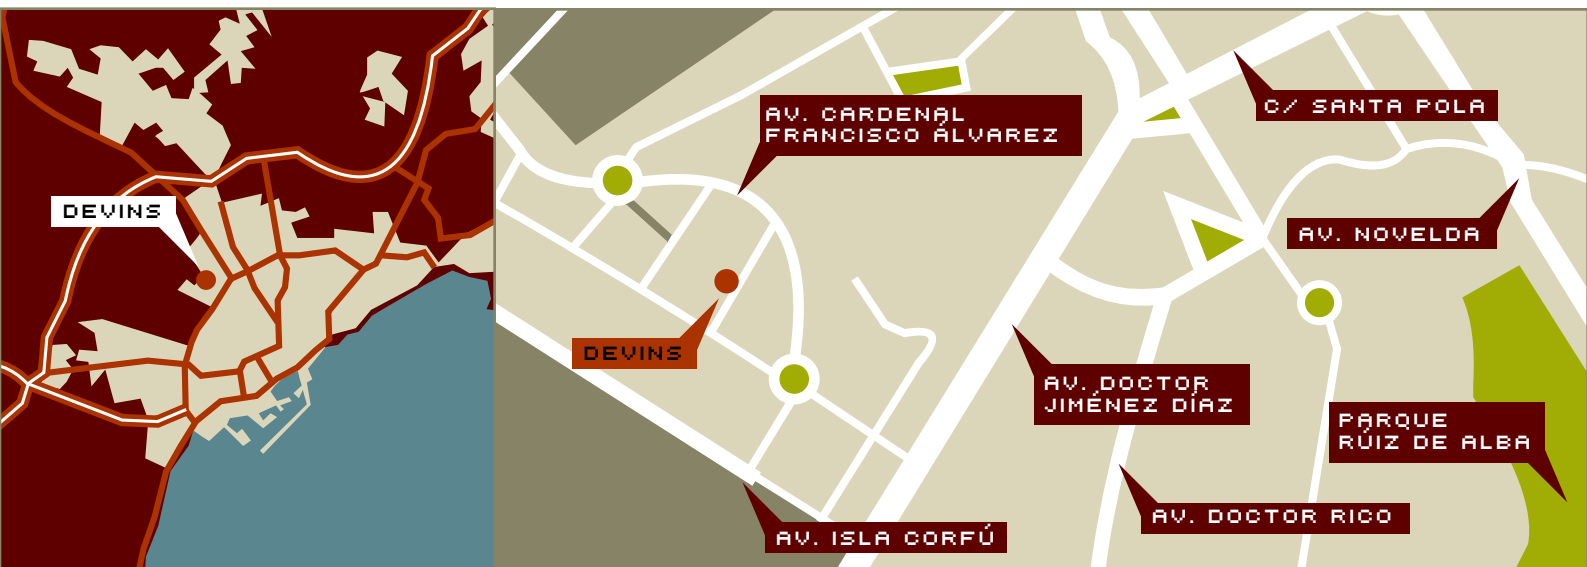 DEVINS
AV. CARDENAL
FRANCISCO ÁLVAREZ
C/ SANTA POLA
AV. NOVELDA
DEVINS
AV. DOCTOR
JIMÉNEZ DÍAZ
PARQUE
RÚIZ DE ALBA
AV. DOCTOR RICO
AV. ISLA CORFÚ